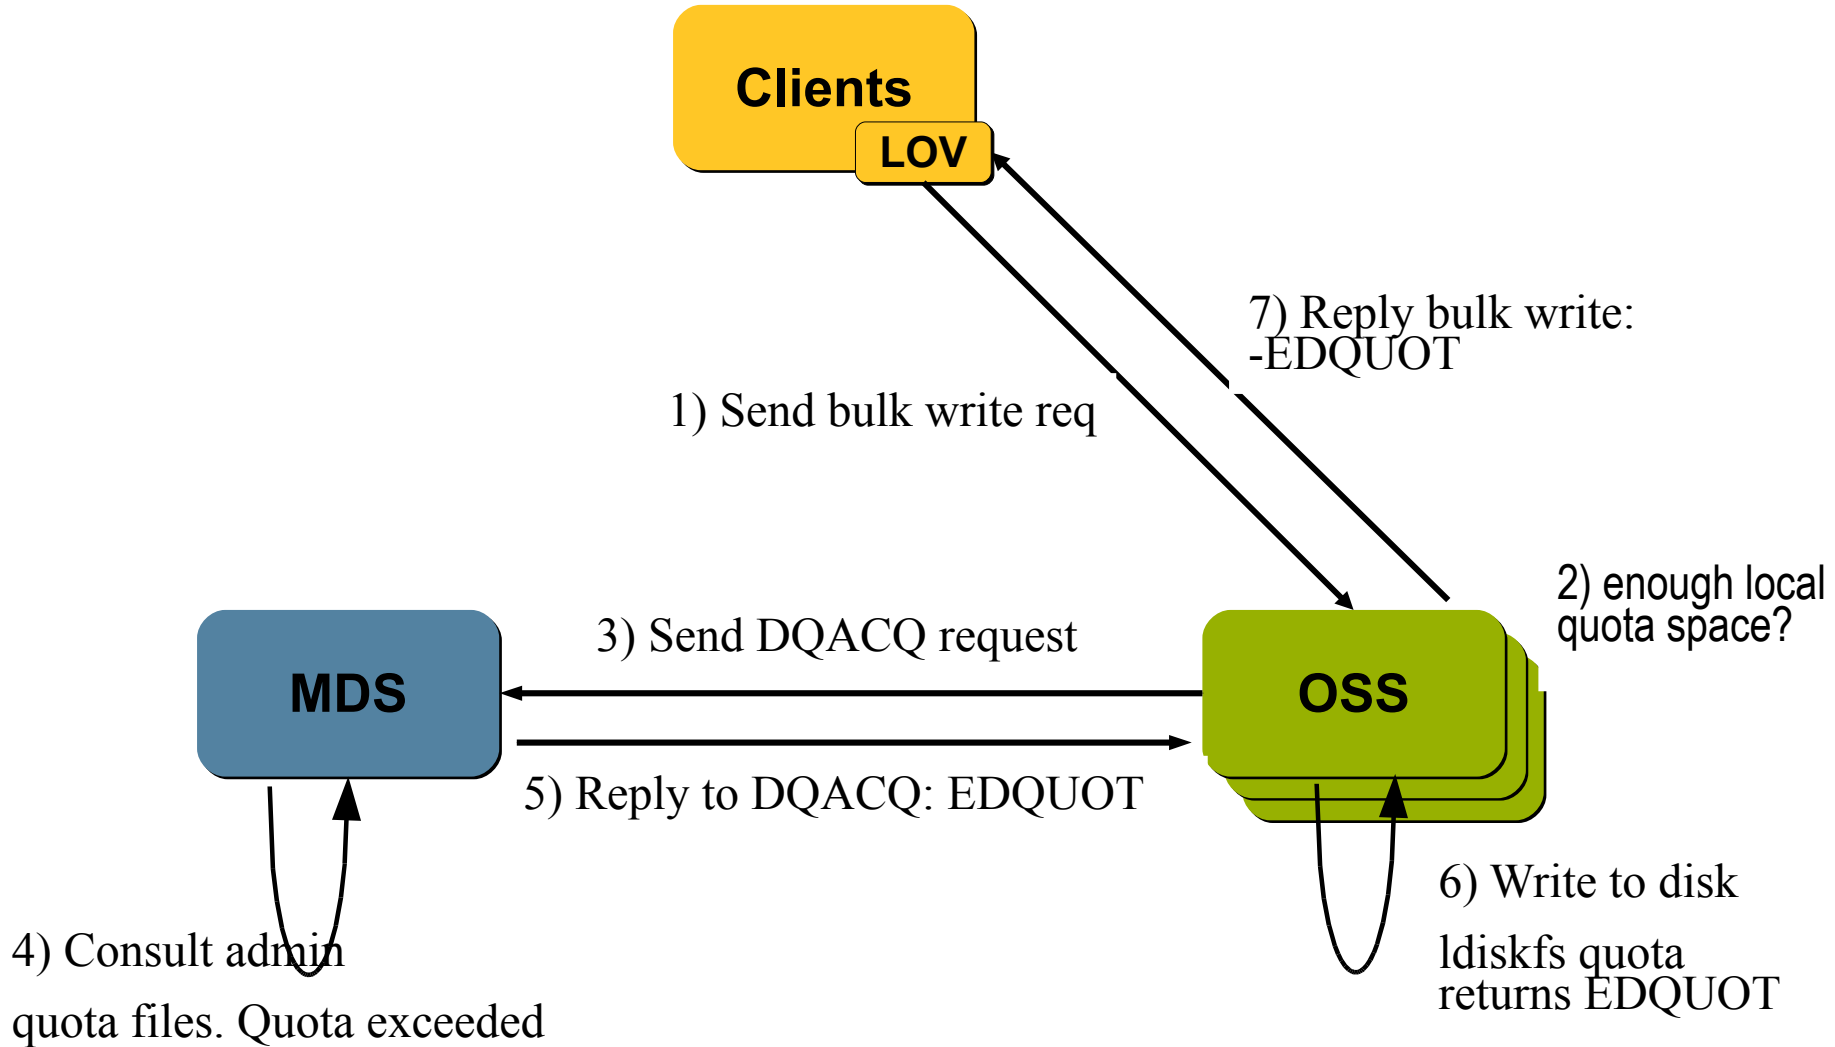 Clients
LOV
7) Reply bulk write:
-EDQUOT
1) Send bulk write req
2) enough local
quota space?
3) Send DQACQ request
MDS
OSS
5) Reply to DQACQ: EDQUOT
6) Write to disk
ldiskfs quota
returns EDQUOT
4) Consult admin
quota files. Quota exceeded